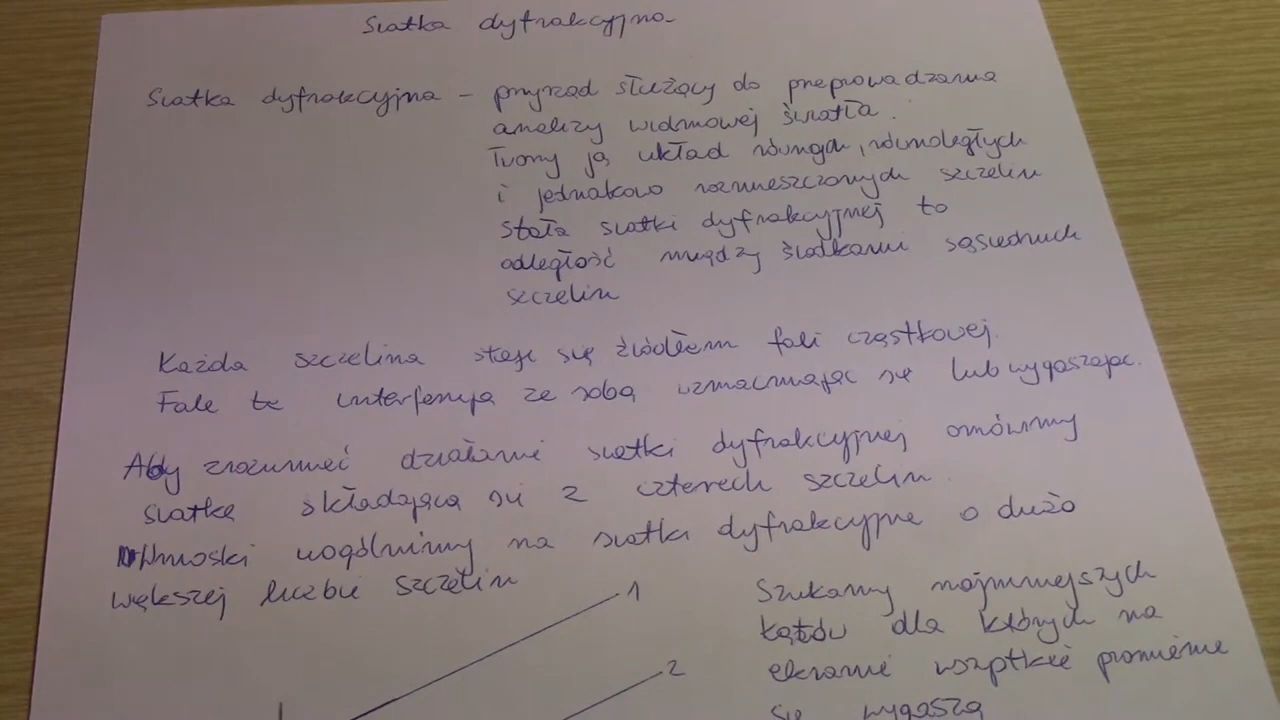 Siatka dyfrakcyjna
Siatka dyfrakcyjna – przyrząd służący do przeprowadzania
analizy widmowej światła.
Tworzy ją układ równych, równoległych
i jednakowo rozmieszczonych szczelin
Stała siatki dyfrakcyjnej to
odległość między środkami sąsiednich
szczelin
Każda szczelina staje się źródłem fali cząstkowej.
Fale te interferują ze sobą wzmacniając się lub wygaszając.
Aby zrozumieć działanie siatki dyfrakcyjnej omówimy
siatkę składającą się z czterech szczelin.
Wnioski uogólnimy na siatki dyfrakcyjne o dużo
większej liczbie szczelin
1
2
Szukamy najmniejszych
kątów dla których na
ekranie wszystkie promienie
się wygaszą